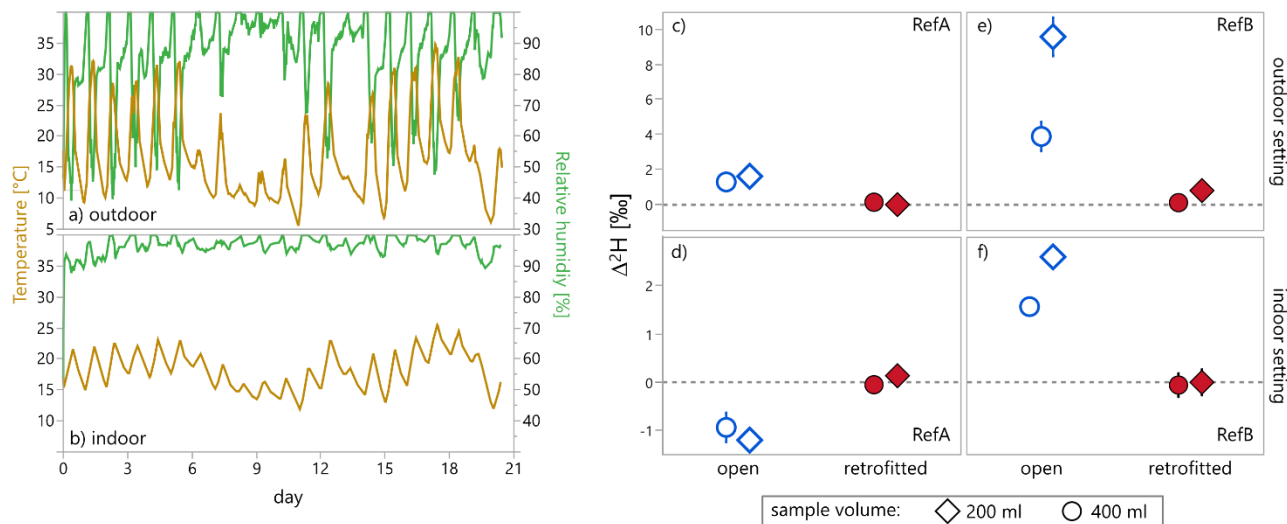 35
30
25
20
15
10
5
a) outdoor
90
80
70
60
50
40
30
35
30
25
20
15
10
b) indoor
90
80
70
60
50
40
Temperature [°C]
Relative humidiy [%]
0 3 6 9 12 15 18 21
day
Δ²H [‰]
10
8
6
4
2
0
c) RefA
e) RefB
outdoor setting
2
1
0
-1
d)
RefA
f)
RefB
indoor setting
open retrofitted open retrofitted
sample volume: 200 ml 400 ml